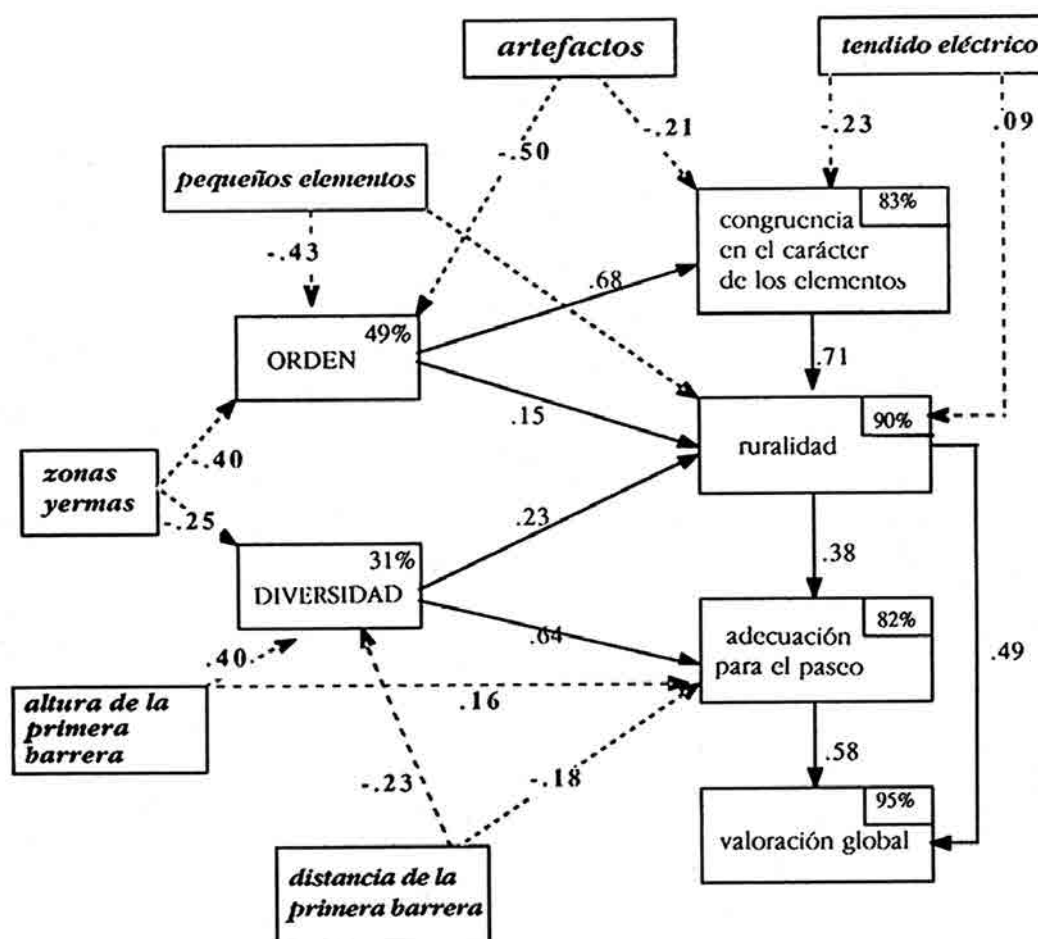 artefactos
tendido eléctrico
-.21
-.23
.09
-.50
pequeños elementos
83%
congruencia
en el carácter
de los elementos
-.43
.68
49%
ORDEN
.71
.15
90%
ruralidad
-.40
zonas
yermas
-.25
.23
31%
DIVERSIDAD
.38
82%
adecuación
para el paseo
.64
.49
.40
altura de la
primera
barrera
.16
-.23
-.18
.58
95%
valoración global
distancia de la
primera barrera